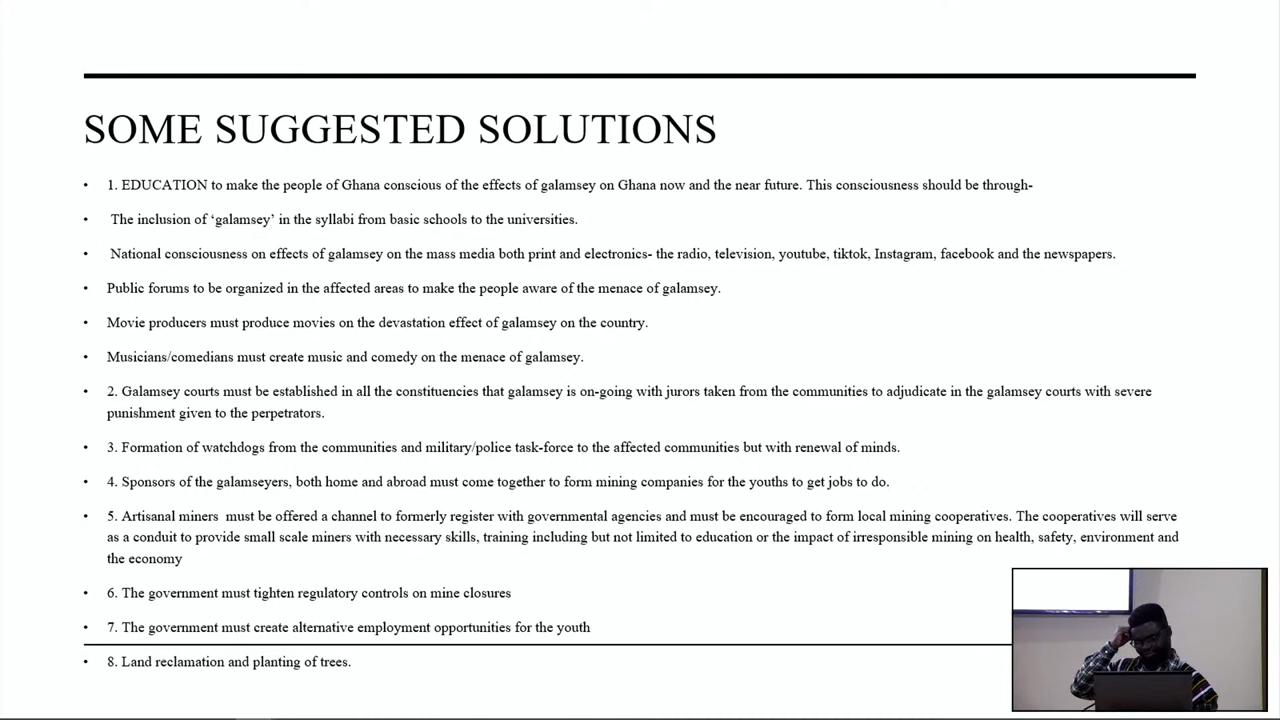 SOME SUGGESTED SOLUTIONS
• 1. EDUCATION to make the people of Ghana conscious of the effects of galamsey on Ghana now and the near future. This consciousness should be through-
• The inclusion of ‘galamsey’ in the syllabi from basic schools to the universities.
• National consciousness on effects of galamsey on the mass media both print and electronics- the radio, television, youtube, tiktok, Instagram, facebook and the newspapers.
• Public forums to be organized in the affected areas to make the people aware of the menace of galamsey.
• Movie producers must produce movies on the devastation effect of galamsey on the country.
• Musicians/comedians must create music and comedy on the menace of galamsey.
• 2. Galamsey courts must be established in all the constituencies that galamsey is on-going with jurors taken from the communities to adjudicate in the galamsey courts with severe
punishment given to the perpetrators.
• 3. Formation of watchdogs from the communities and military/police task-force to the affected communities but with renewal of minds.
• 4. Sponsors of the galamseyers, both home and abroad must come together to form mining companies for the youths to get jobs to do.
• 5. Artisanal miners must be offered a channel to formerly register with governmental agencies and must be encouraged to form local mining cooperatives. The cooperatives will serve
as a conduit to provide small scale miners with necessary skills, training including but not limited to education or the impact of irresponsible mining on health, safety, environment and
the economy
• 6. The government must tighten regulatory controls on mine closures
• 7. The government must create alternative employment opportunities for the youth
• 8. Land reclamation and planting of trees.